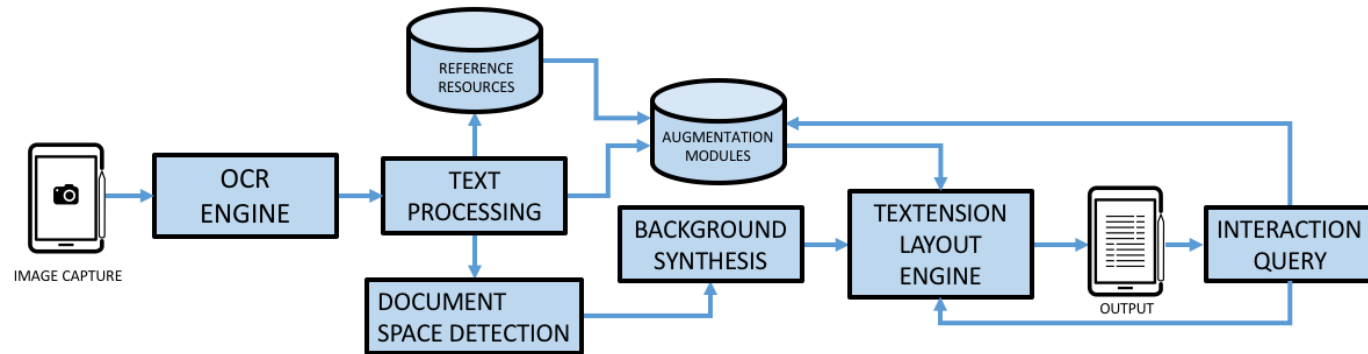 REFERENCE
RESOURCES
AUGMENTATION
MODULES
OCR
ENGINE
TEXT
PROCESSING
IMAGE CAPTURE
DOCUMENT
SPACE DETECTION
BACKGROUND
SYNTHESIS
TEXTENSION
LAYOUT
ENGINE
OUTPUT
INTERACTION
QUERY